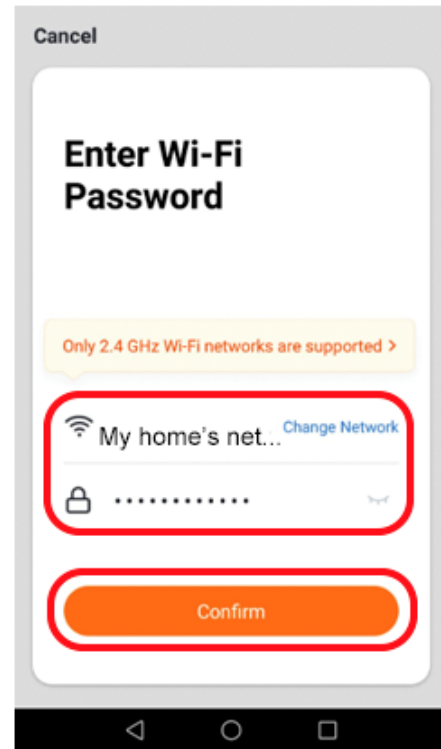 Cancel
Enter Wi-Fi
Password
Only 2.4 GHz Wi-Fi networks are supported >
My home's net... Change Network
............
Confirm